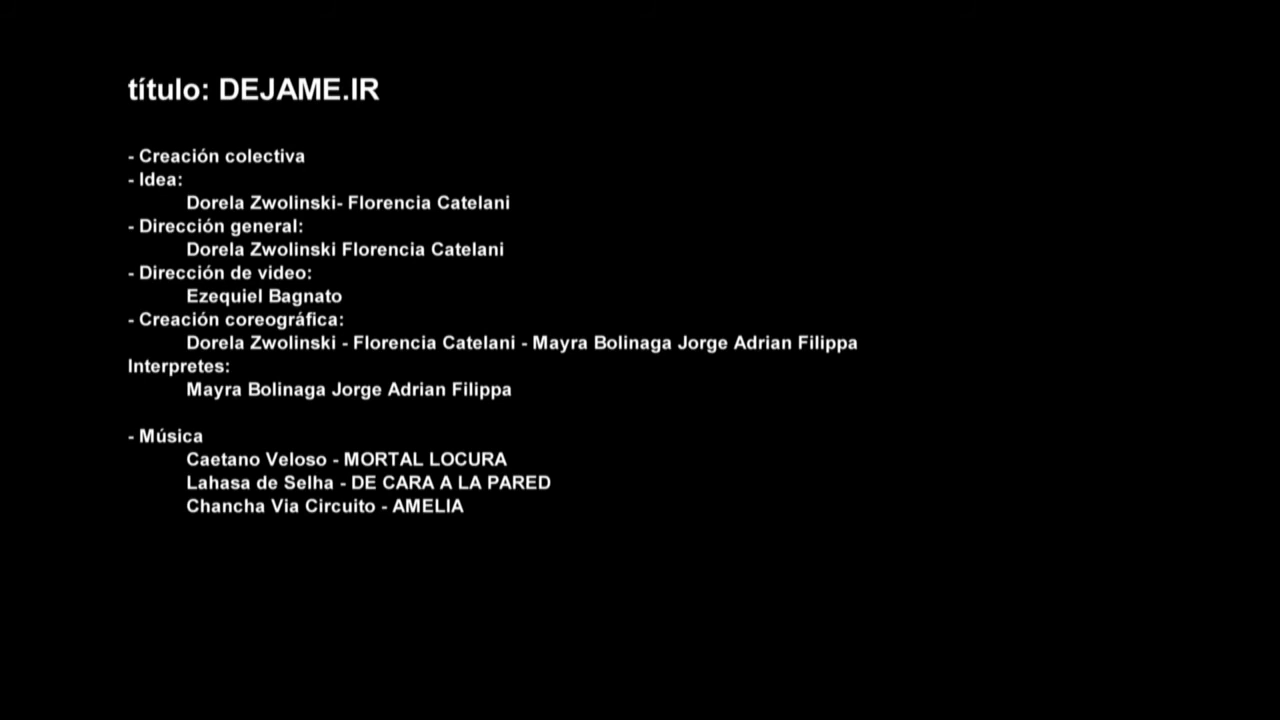 título: DEJAME.IR
- Creación colectiva
- Idea:
Dorela Zwolinski- Florencia Catelani
- Dirección general:
Dorela Zwolinski Florencia Catelani
- Dirección de video:
Ezequiel Bagnato
- Creación coreográfica:
Dorela Zwolinski - Florencia Catelani - Mayra Bolinaga Jorge Adrian Filippa
Interpretes:
Mayra Bolinaga Jorge Adrian Filippa
- Música
Caetano Veloso - MORTAL LOCURA
Lahasa de Selha - DE CARA A LA PARED
Chancha Via Circuito - AMELIA